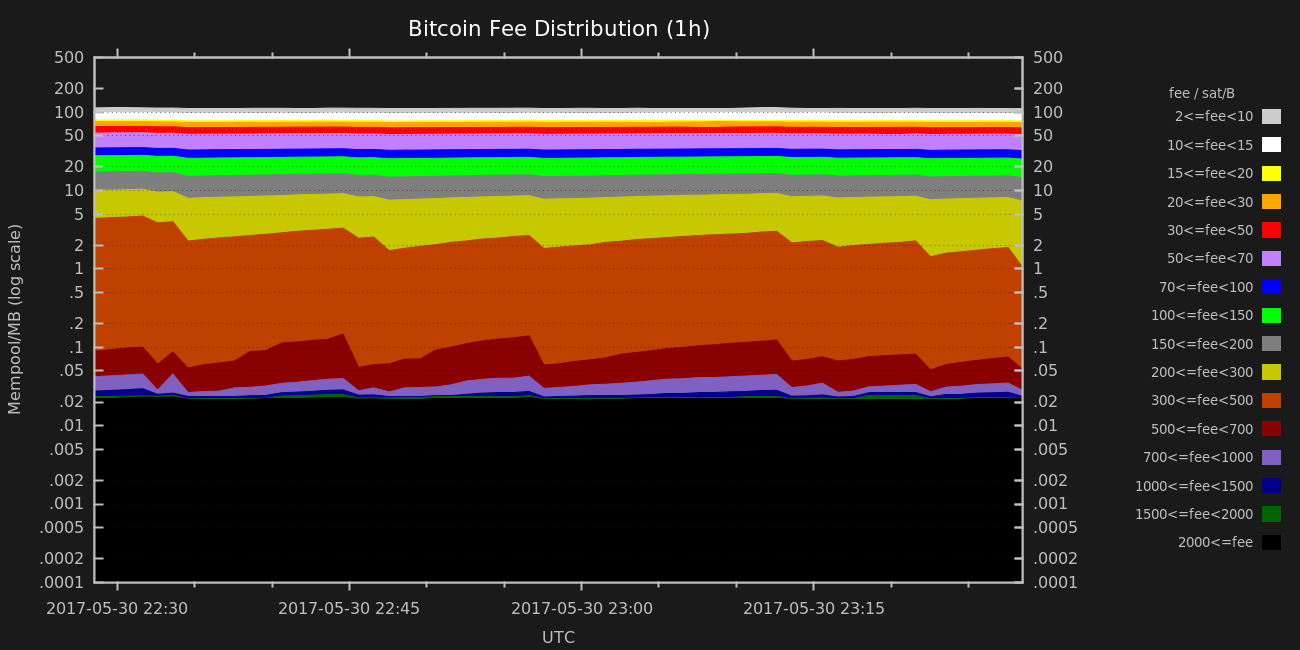 Bitcoin Fee Distribution (1h)
Mempool/MB (log scale)
500
200
100
50
20
10
5
2
1
.5
.2
.1
.05
.02
.01
.005
.002
.001
.0005
.0002
.0001
500
200
100
50
20
10
5
2
1
.5
.2
.1
.05
.02
.01
.005
.002
.001
.0005
.0002
.0001
2017-05-30 22:30 2017-05-30 22:45 2017-05-30 23:00 2017-05-30 23:15
UTC
fee / sat/B
2<=fee<10
10<=fee<15
15<=fee<20
20<=fee<30
30<=fee<50
50<=fee<70
70<=fee<100
100<=fee<150
150<=fee<200
200<=fee<300
300<=fee<500
500<=fee<700
700<=fee<1000
1000<=fee<1500
1500<=fee<2000
2000<=fee